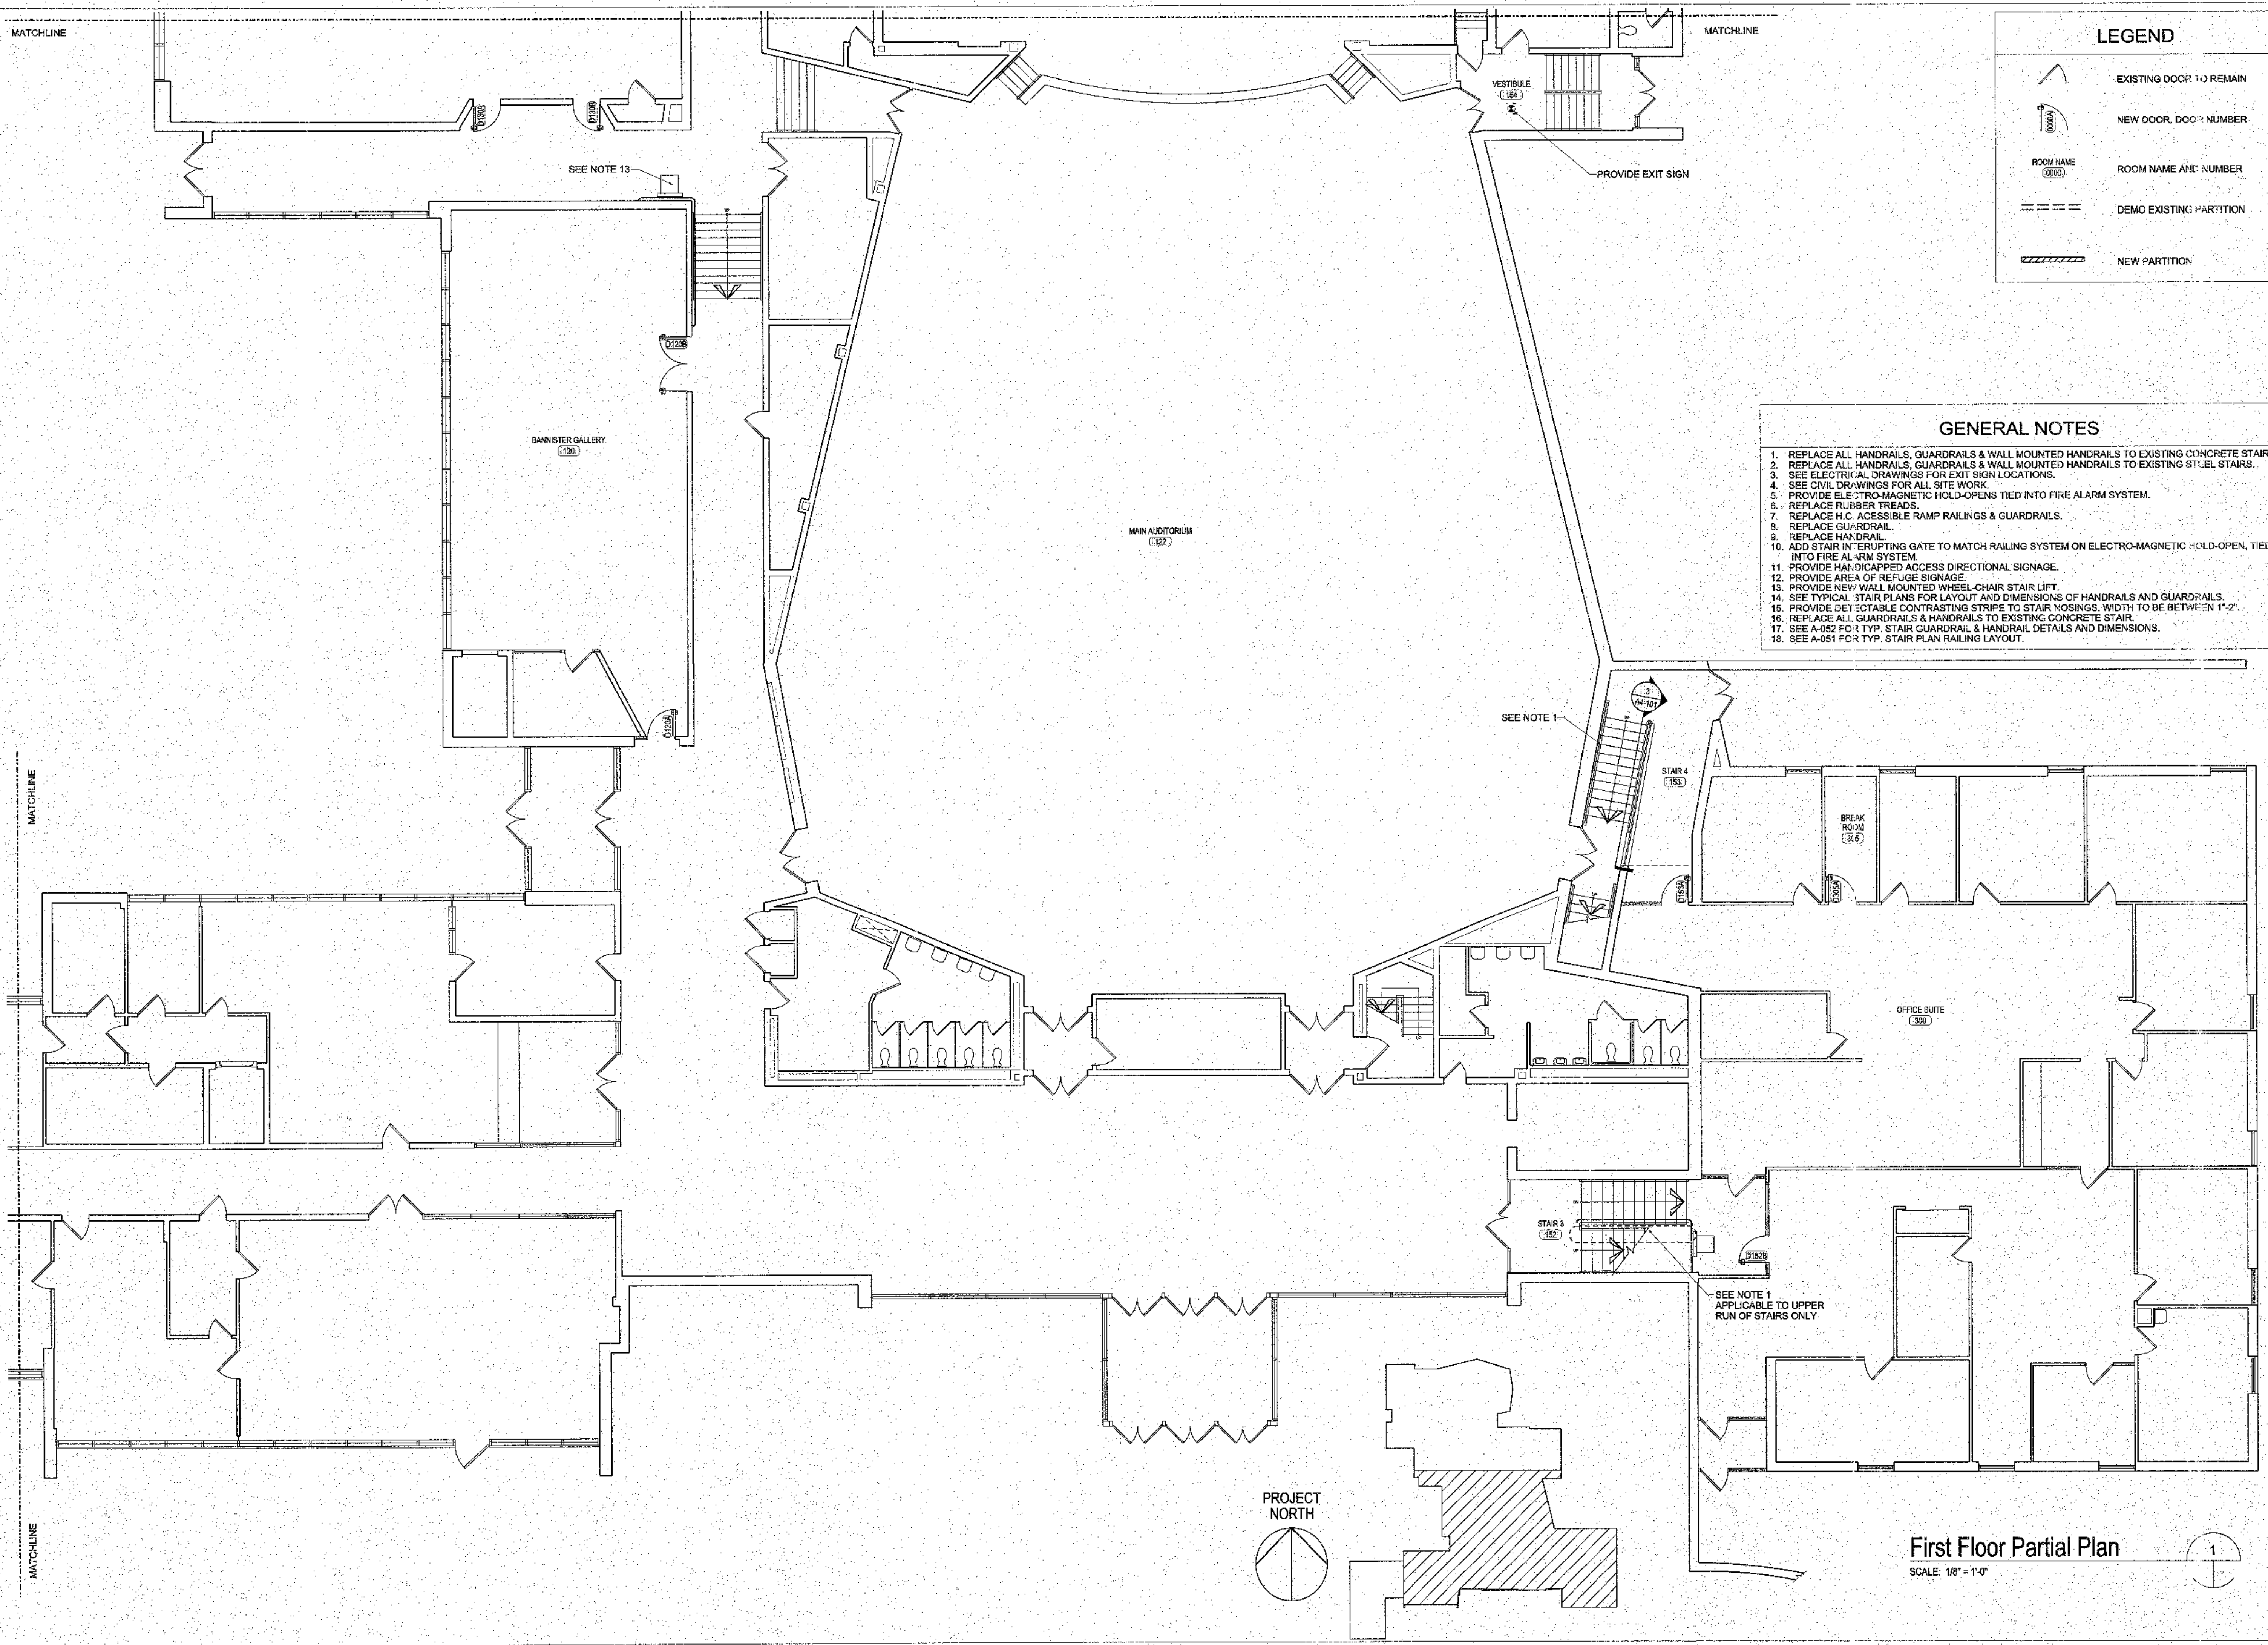 MATCHLINE
MATCHLINE
LEGEND
EXISTING DOOR TO REMAIN
NEW DOOR, DOOR NUMBER
ROOM NAME
0000
ROOM NAME AND NUMBER
DEMO EXISTING PARTITION
NEW PARTITION
D130A
D130B
VESTIBULE
184
SEE NOTE 13
PROVIDE EXIT SIGN
D120B
BANNISTER GALLERY
120
MAIN AUDITORIUM
122
GENERAL NOTES
1. REPLACE ALL HANDRAILS, GUARDRAILS & WALL MOUNTED HANDRAILS TO EXISTING CONCRETE STAIR
2. REPLACE ALL HANDRAILS, GUARDRAILS & WALL MOUNTED HANDRAILS TO EXISTING STEEL STAIRS.
3. SEE ELECTRICAL DRAWINGS FOR EXIT SIGN LOCATIONS.
4. SEE CIVIL DRAWINGS FOR ALL SITE WORK.
5. PROVIDE ELECTRO-MAGNETIC HOLD-OPENS TIED INTO FIRE ALARM SYSTEM.
6. REPLACE RUBBER TREADS.
7. REPLACE H.C. ACESSIBLE RAMP RAILINGS & GUARDRAILS.
8. REPLACE GUARDRAIL.
9. REPLACE HANDRAIL.
10. ADD STAIR INTERUPTING GATE TO MATCH RAILING SYSTEM ON ELECTRO-MAGNETIC HOLD-OPEN, TIED
INTO FIRE ALARM SYSTEM.
11. PROVIDE HANDICAPPED ACCESS DIRECTIONAL SIGNAGE.
12. PROVIDE AREA OF REFUGE SIGNAGE.
13. PROVIDE NEW WALL MOUNTED WHEEL-CHAIR STAIR LIFT.
14. SEE TYPICAL STAIR PLANS FOR LAYOUT AND DIMENSIONS OF HANDRAILS AND GUARDRAILS.
15. PROVIDE DETECTABLE CONTRASTING STRIPE TO STAIR NOSINGS. WIDTH TO BE BETWEEN 1"-2".
16. REPLACE ALL GUARDRAILS & HANDRAILS TO EXISTING CONCRETE STAIR.
17. SEE A-052 FOR TYP. STAIR GUARDRAIL & HANDRAIL DETAILS AND DIMENSIONS.
18. SEE A-051 FOR TYP. STAIR PLAN RAILING LAYOUT.
D120A
SEE NOTE 1
3
A4-101
STAIR 4
153
MATCHLINE
BREAK
ROOM
D153A
D305A
OFFICE SUITE
300
STAIR 3
152
D152B
SEE NOTE 1
APPLICABLE TO UPPER
RUN OF STAIRS ONLY
MATCHLINE
PROJECT
NORTH
First Floor Partial Plan
1
SCALE: 1/8" = 1'-0"